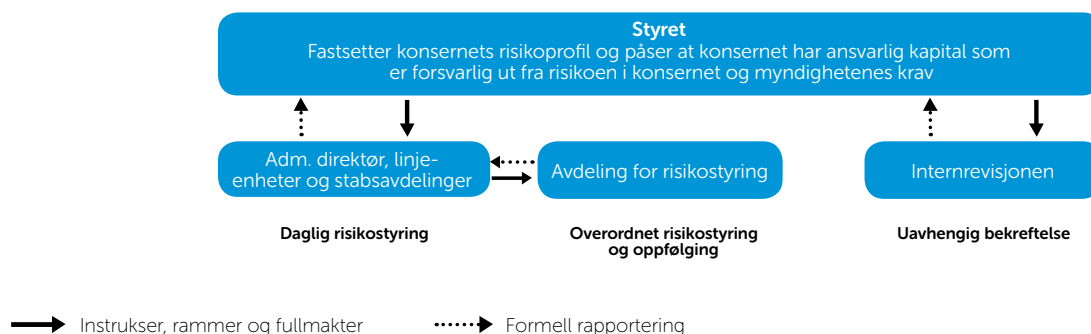 Styret
Fastsetter konsernets risikoprofil og påser at konsernet har ansvarlig kapital som
er forsvarlig ut fra risikoen i konsernet og myndighetenes krav
Adm. direktør, linje-
enheter og stabsavdelinger
Avdeling for risikostyring
Internrevisjonen
Daglig risikostyring
Overordnet risikostyring
og oppfølging
Uavhengig bekreftelse
Instrukser, rammer og fullmakter
Formell rapportering